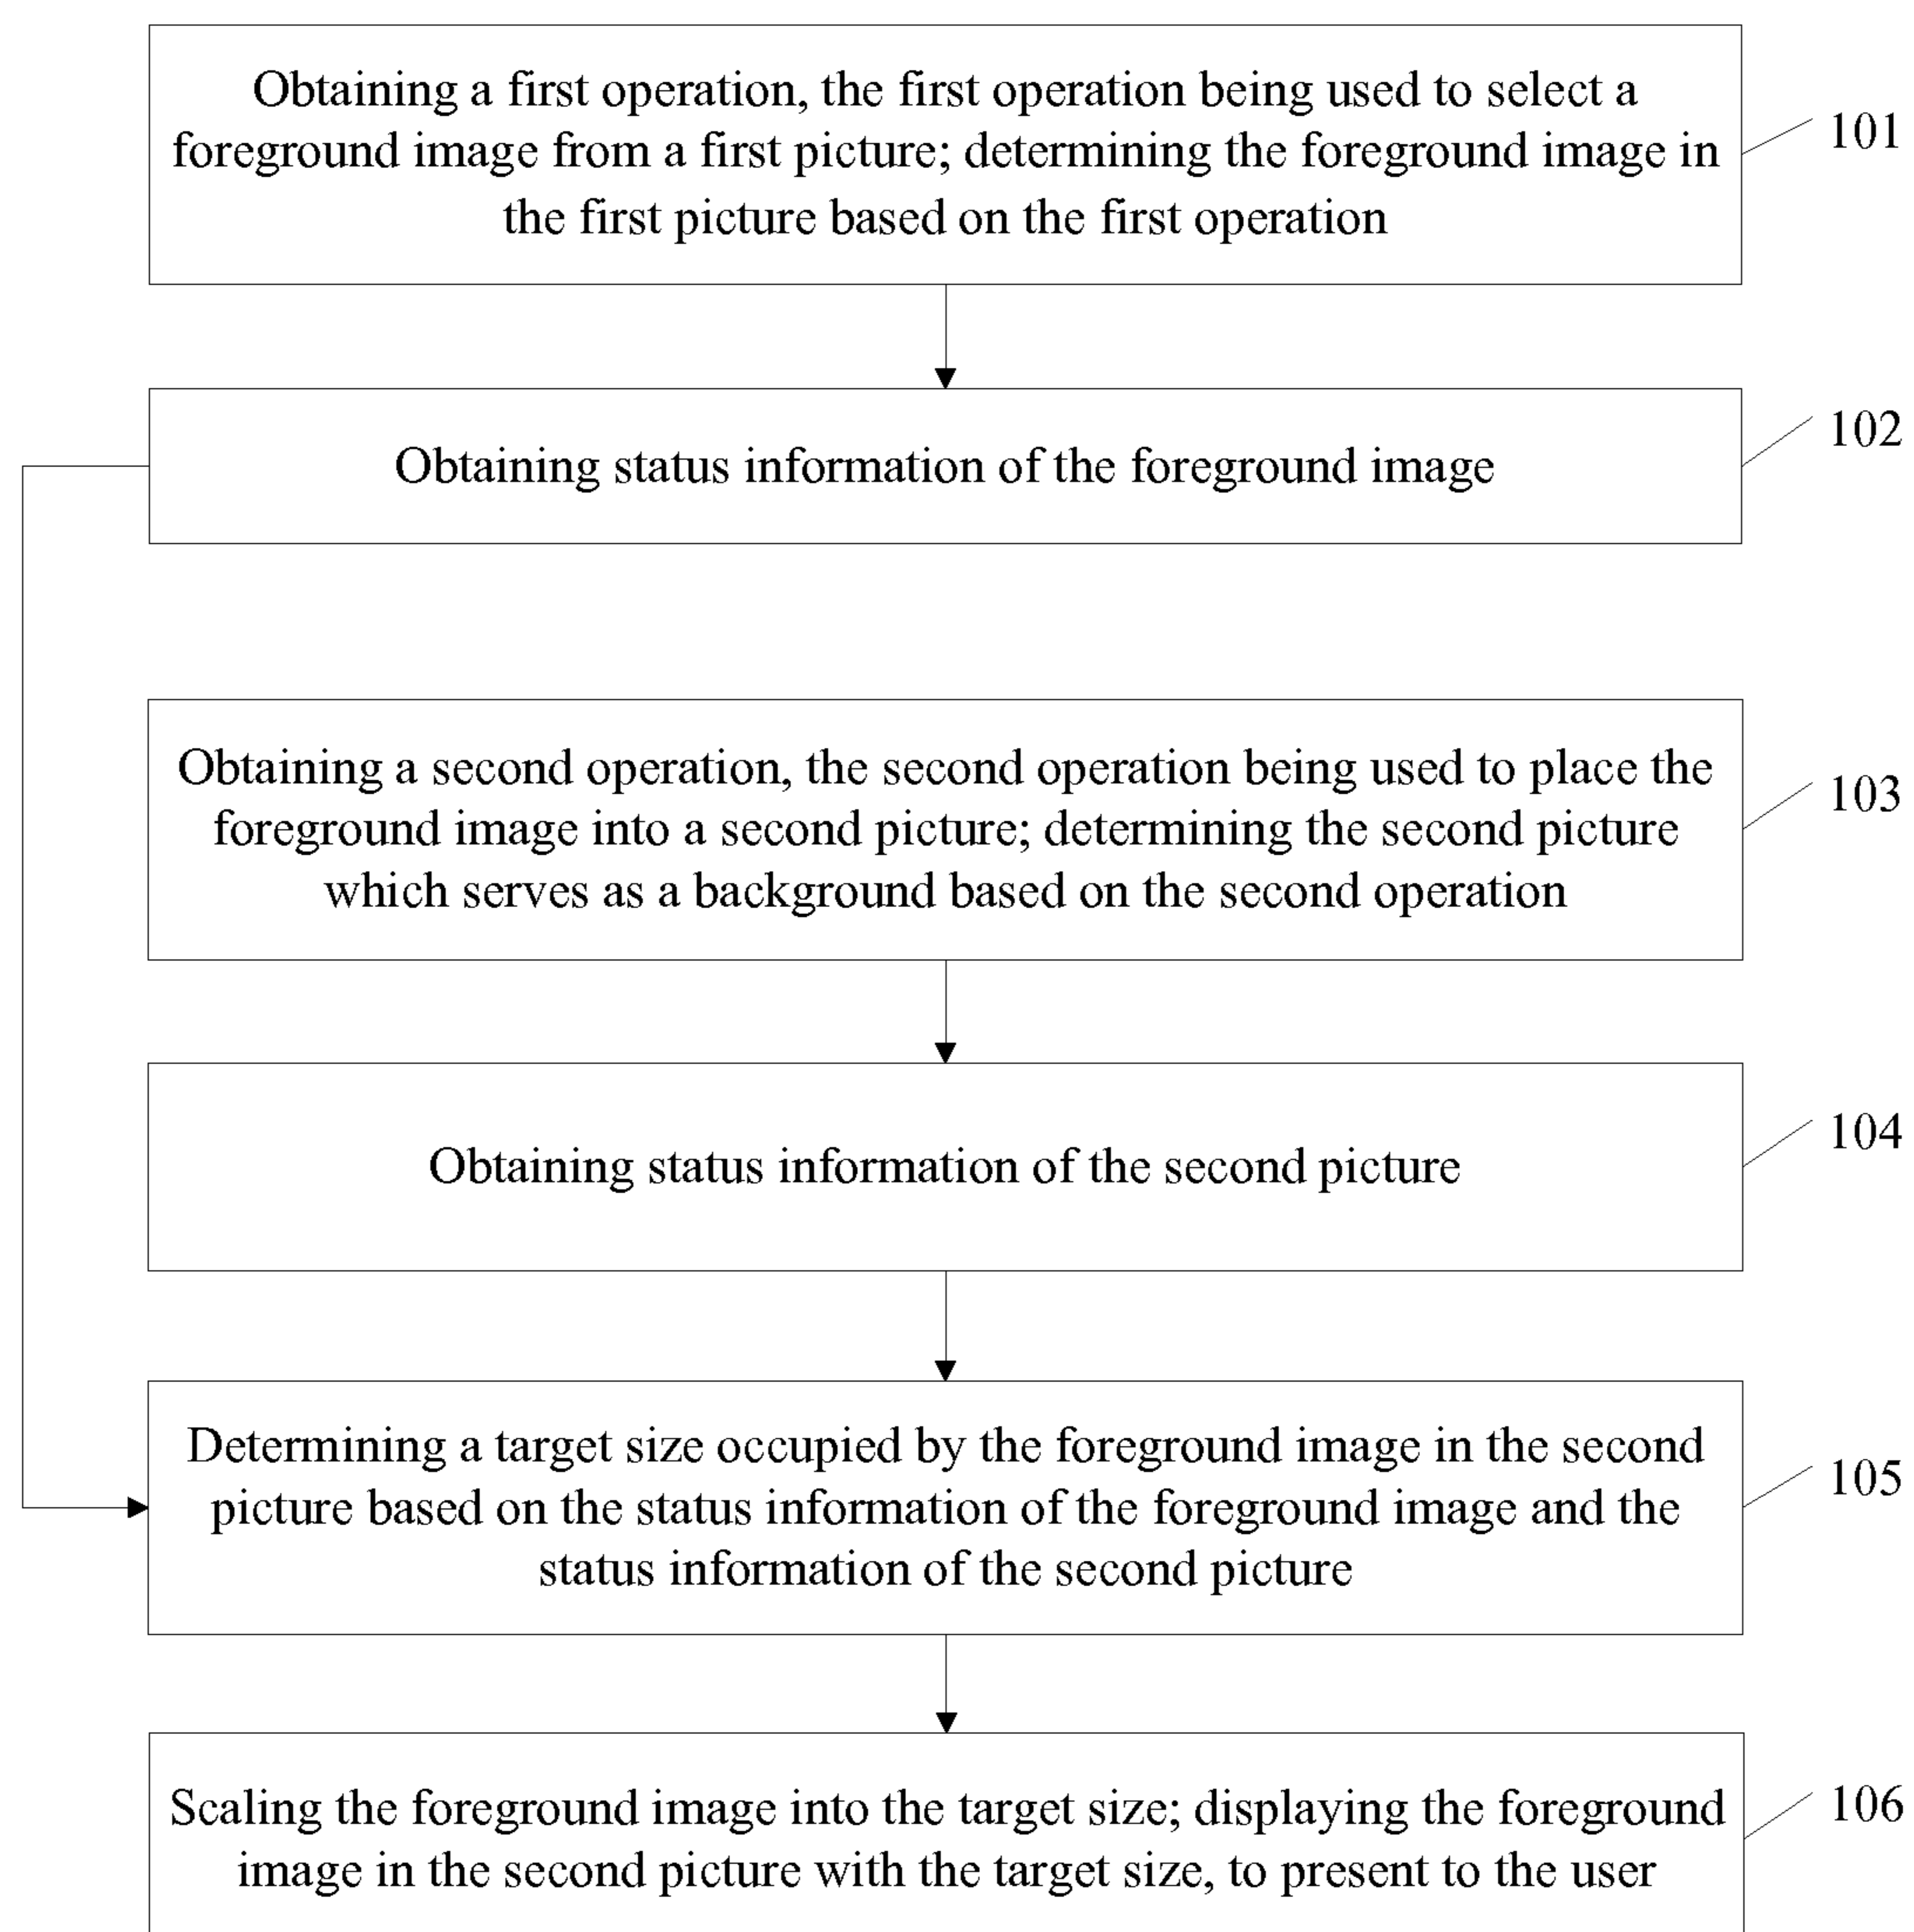 Obtaining a first operation, the first operation being used to select a
foreground image from a first picture; determining the foreground image in
the first picture based on the first operation
101
Obtaining status information of the foreground image
102
Obtaining a second operation, the second operation being used to place the
foreground image into a second picture; determining the second picture
which serves as a background based on the second operation
103
Obtaining status information of the second picture
104
Determining a target size occupied by the foreground image in the second
picture based on the status information of the foreground image and the
status information of the second picture
105
Scaling the foreground image into the target size; displaying the foreground
image in the second picture with the target size, to present to the user
106